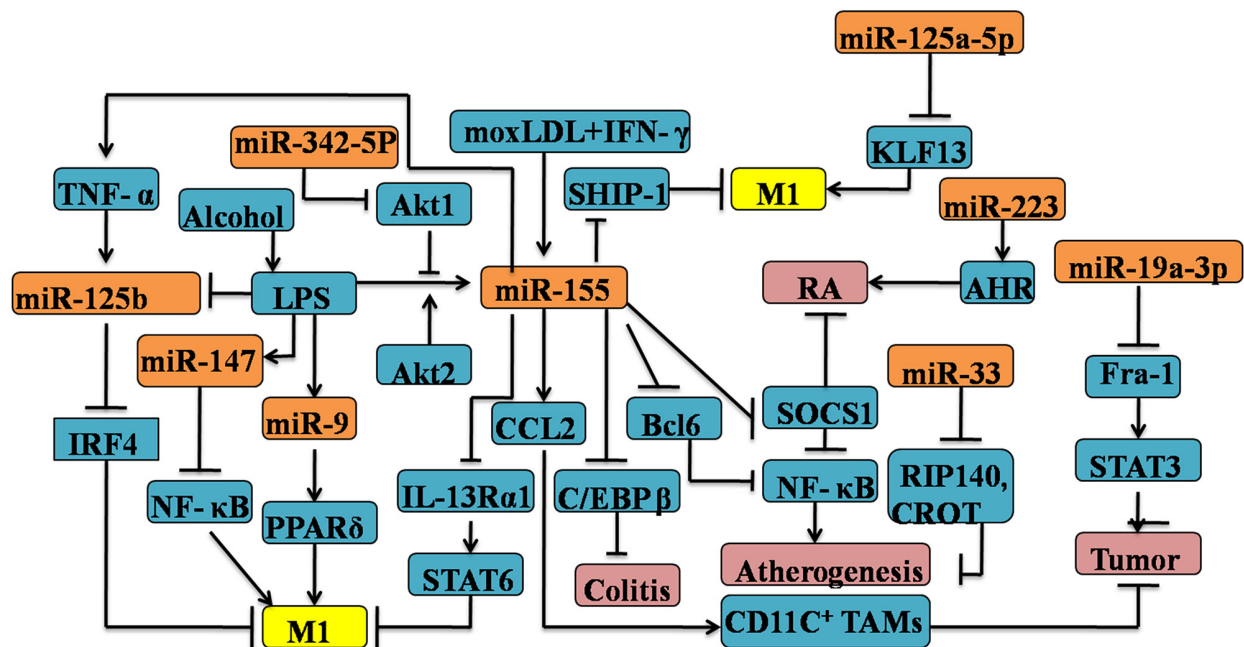 miR-125a-5p
moxLDL+IFN- γ
miR-342-5P
KLF13
TNF- α
Alcohol
Akt1
SHIP-1
M1
miR-223
miR-19a-3p
miR-125b
LPS
miR-155
RA
AHR
miR-147
Akt2
miR-33
Fra-1
miR-9
CCL2
Bcl6
SOCS1
IRF4
STAT3
NF- κB
PPARδ
IL-13Rα1
C/EBP β
NF- κB
RIP140,
CROT
STAT6
Colitis
Atherogenesis
Tumor
M1
CD11C+ TAMs